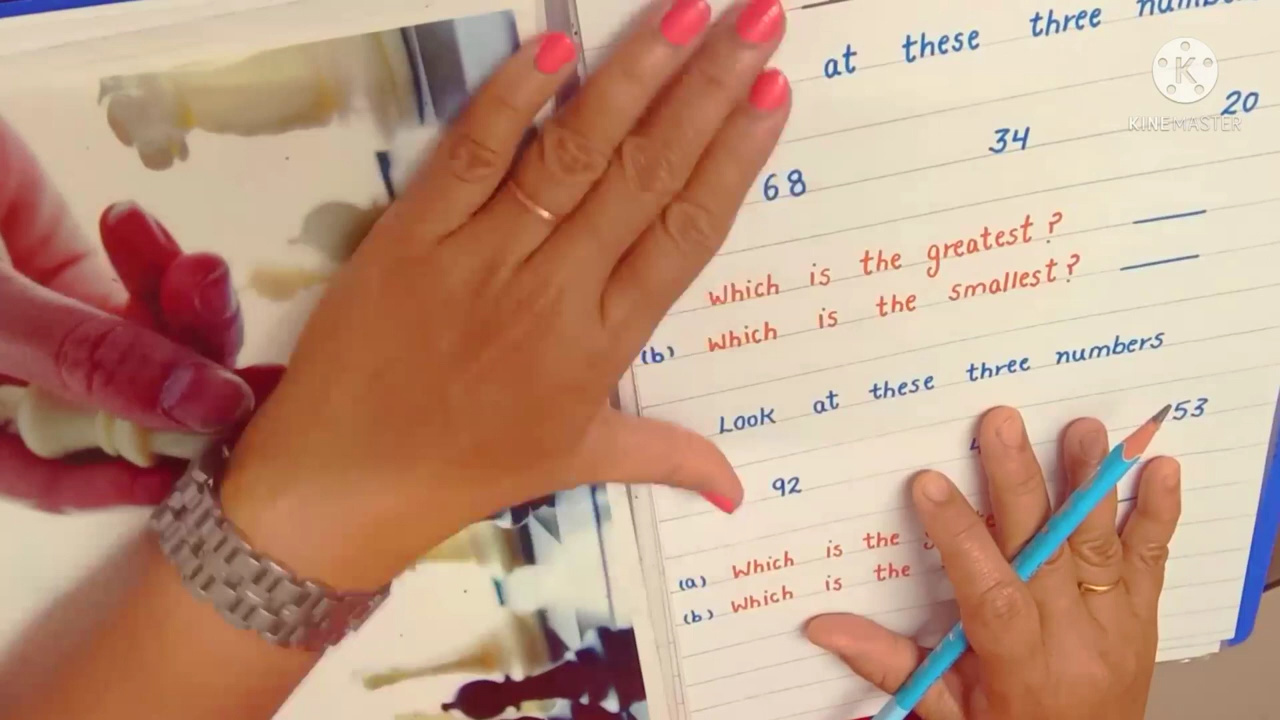 at these three
68 34 20
Which is the greatest?
(b) Which is the smallest?
Look at these three numbers
92 53
(a) Which is the
(b) Which is the
KINEMASTER